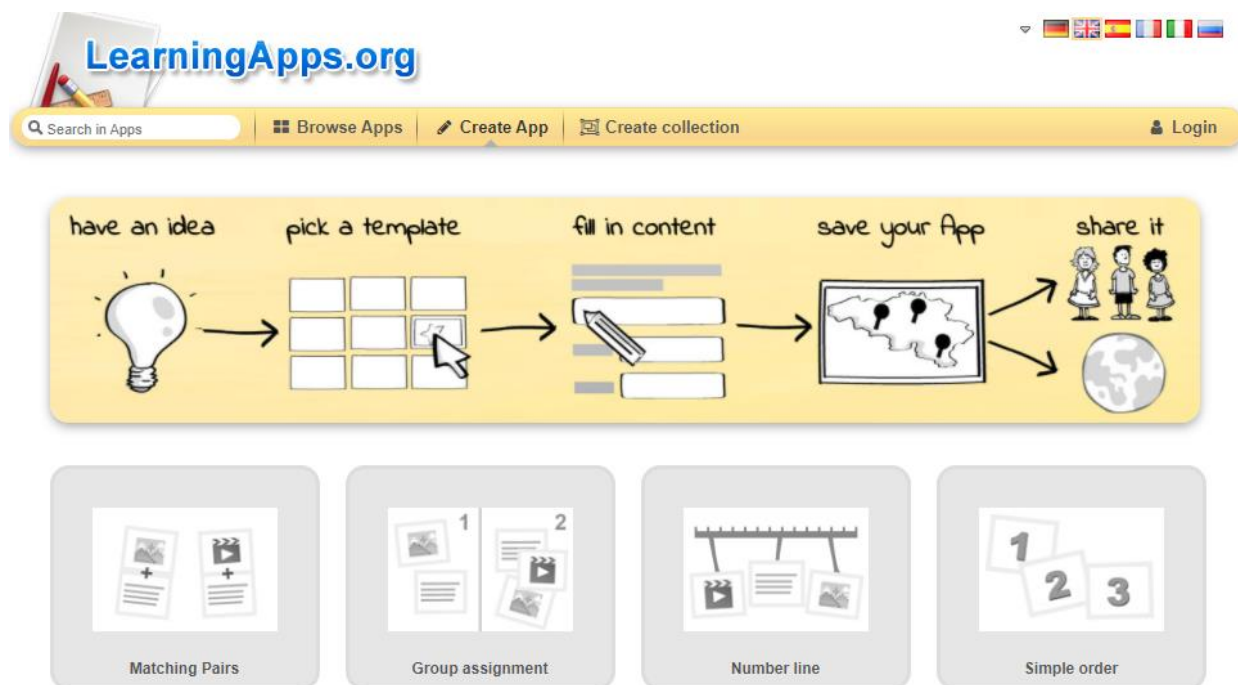 LearningApps.org
Search in Apps
Browse Apps
Create App
Create collection
Login
have an idea
pick a template
fill in content
save your App
share it
1
2
1
2
3
Matching Pairs
Group assignment
Number line
Simple order